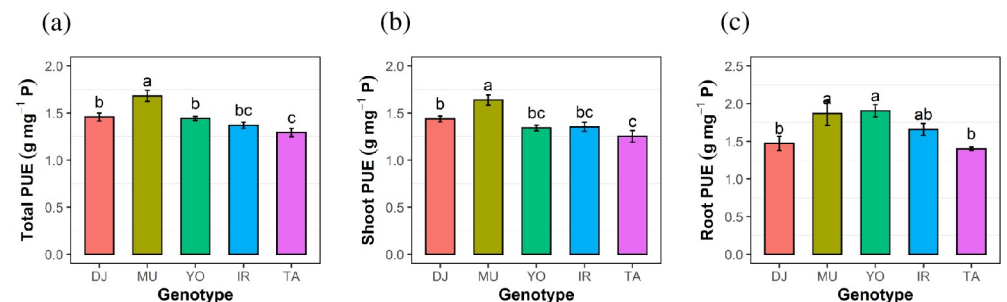 (a)
(b)
(c)
Total PUE (g mg⁻¹ P)
2.0
1.5
1.0
0.5
0.0
b
a
b
bc
c
DJ MU YO IR TA
Genotype
Shoot PUE (g mg⁻¹ P)
2.0
1.5
1.0
0.5
0.0
b
a
bc
bc
c
DJ MU YO IR TA
Genotype
Root PUE (g mg⁻¹ P)
2.5
2.0
1.5
1.0
0.5
0.0
b
a
a
ab
b
DJ MU YO IR TA
Genotype